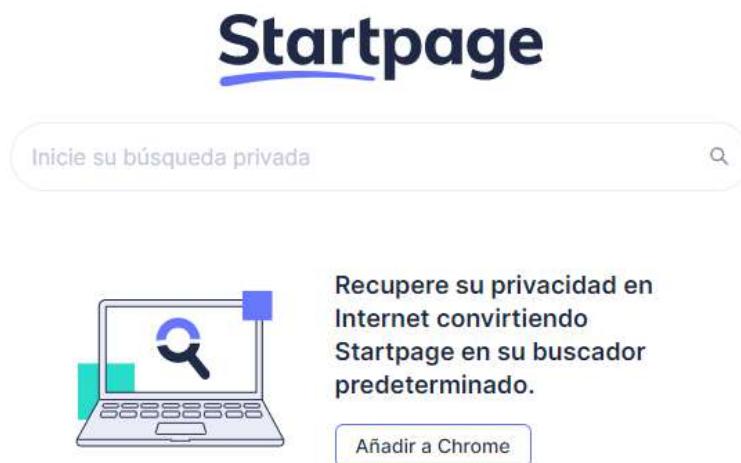 Startpage
Inicie su búsqueda privada
Recupere su privacidad en
Internet convirtiendo
Startpage en su buscador
predeterminado.
Añadir a Chrome